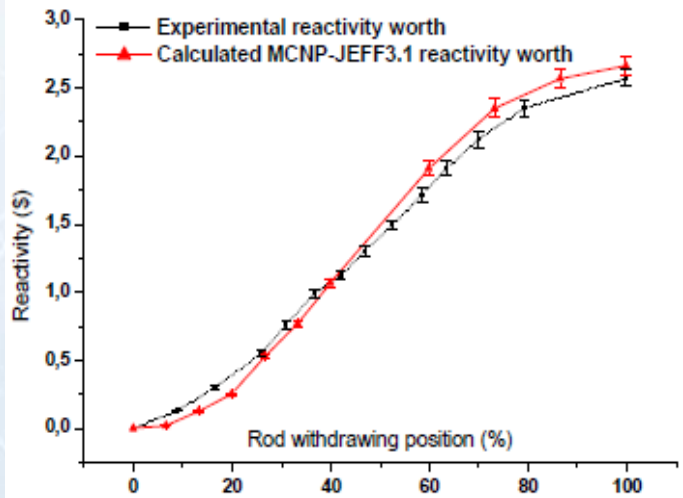 3,0
2,5
2,0
1,5
1,0
0,5
0,0
Reactivity ($)
Experimental reactivity worth
Calculated MCNP-JEFF3.1 reactivity worth
Rod withdrawing position (%)
0 20 40 60 80 100